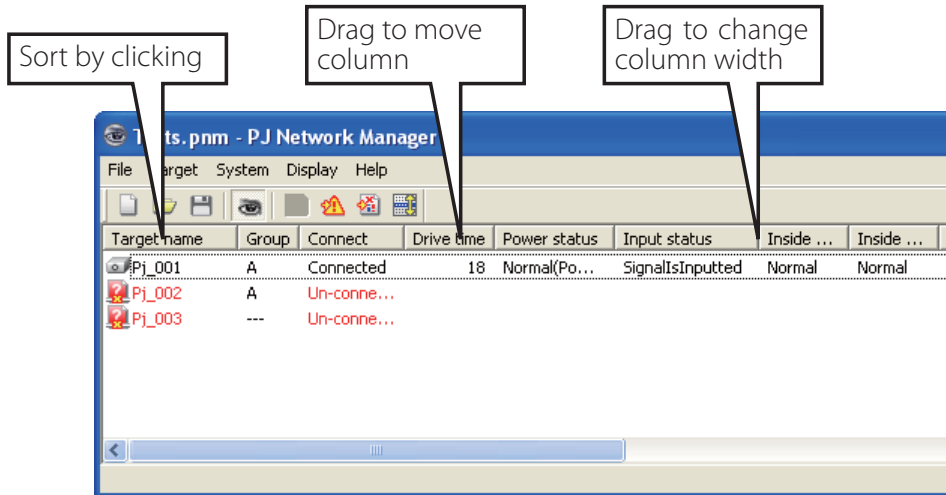 Sort by clicking
Drag to move
column
Drag to change
column width
ts.pnm - PJ Network Manager
File arget System Display Help
Target name Group Connect Drive time Power status Input status Inside ... Inside ...
Pj_001 A Connected 18 Normal(Po... SignalIsInputted Normal Normal
Pj_002 A Un-conne...
Pj_003 --- Un-conne...